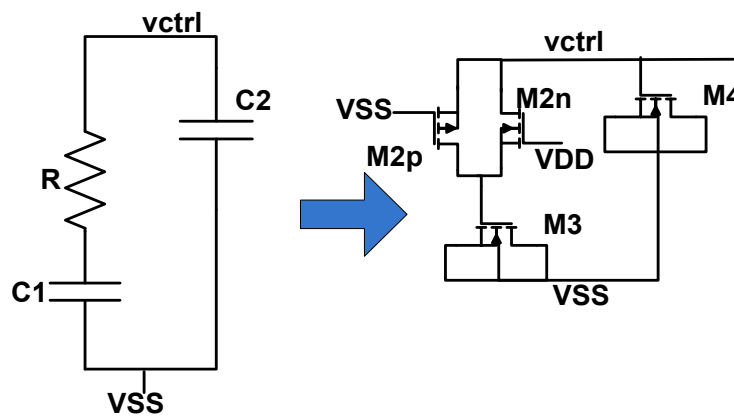 vctrl
C2
R
C1
VSS
vctrl
M4
VSS
M2n
M2p
VDD
M3
VSS